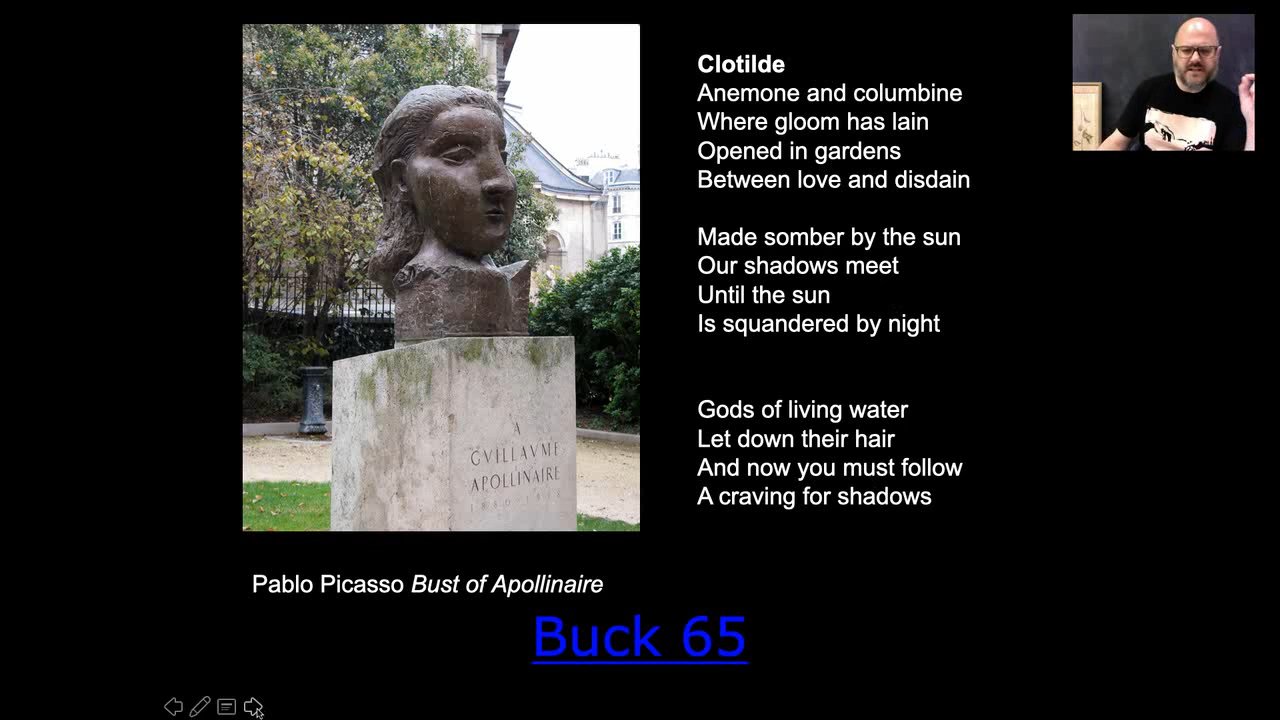 Clotilde
Anemone and columbine
Where gloom has lain
Opened in gardens
Between love and disdain
Made somber by the sun
Our shadows meet
Until the sun
Is squandered by night
Gods of living water
Let down their hair
And now you must follow
A craving for shadows
A
GVILLAVME
APOLLINAIRE
1880 1918
Pablo Picasso Bust of Apollinaire
Buck 65